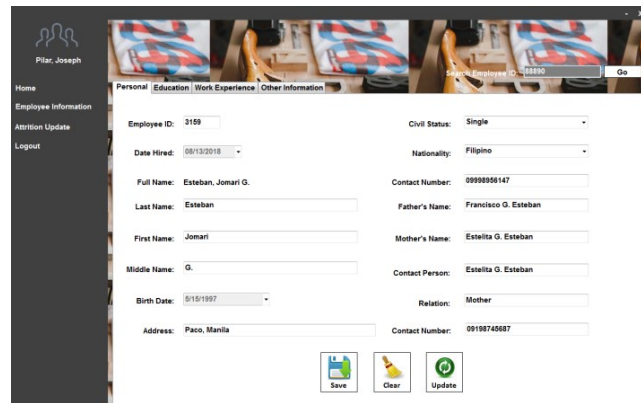 Pilar, Joseph
Home
Employee Information
Attrition Update
Logout
Search Employee ID: 88890 Go
Personal Education Work Experience Other Information
Employee ID: 3159 Civil Status: Single
Date Hired: 08/13/2018 Nationality: Filipino
Full Name: Esteban, Jomari G. Contact Number: 09998956147
Last Name: Esteban Father's Name: Francisco G. Esteban
First Name: Jomari Mother's Name: Estelita G. Esteban
Middle Name: G. Contact Person: Estelita G. Esteban
Birth Date: 5/15/1997 Relation: Mother
Address: Paco, Manila Contact Number: 09198745687
Save Clear Update